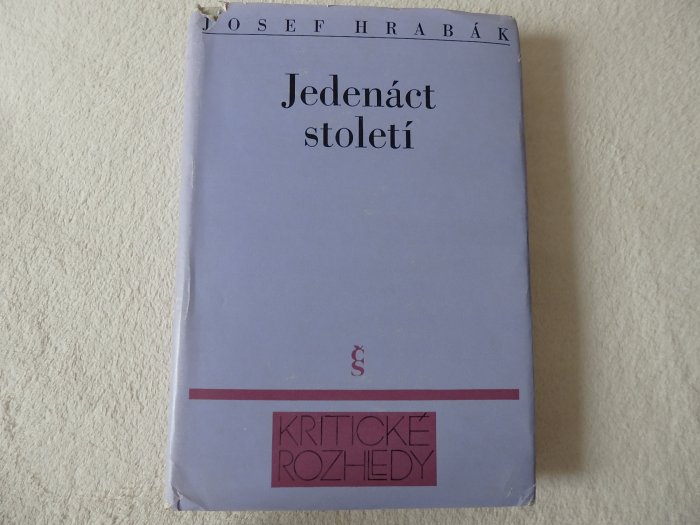 JOSEF HRABÁK
Jedenáct
století
čs
KRITICKÉ
ROZHLEDY